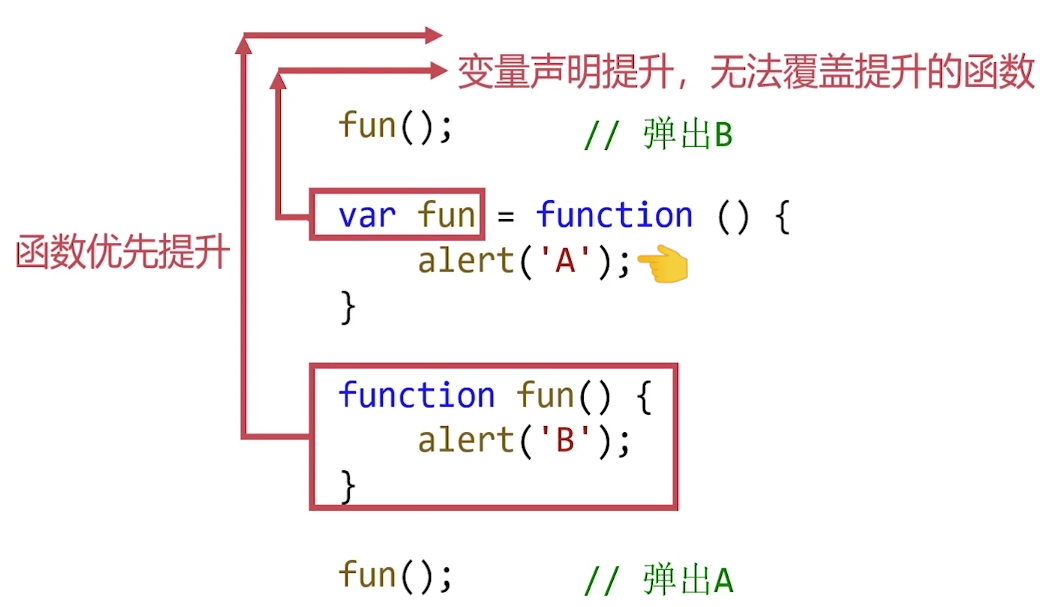 变量声明提升，无法覆盖提升的函数
fun(); // 弹出B
var fun = function () {
函数优先提升
alert('A');
}
function fun() {
alert('B');
}
fun(); // 弹出A